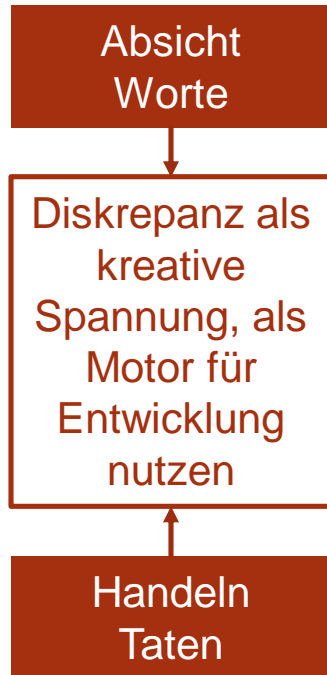 Absicht
Worte
Diskrepanz als
kreative
Spannung, als
Motor für
Entwicklung
nutzen
Handeln
Taten